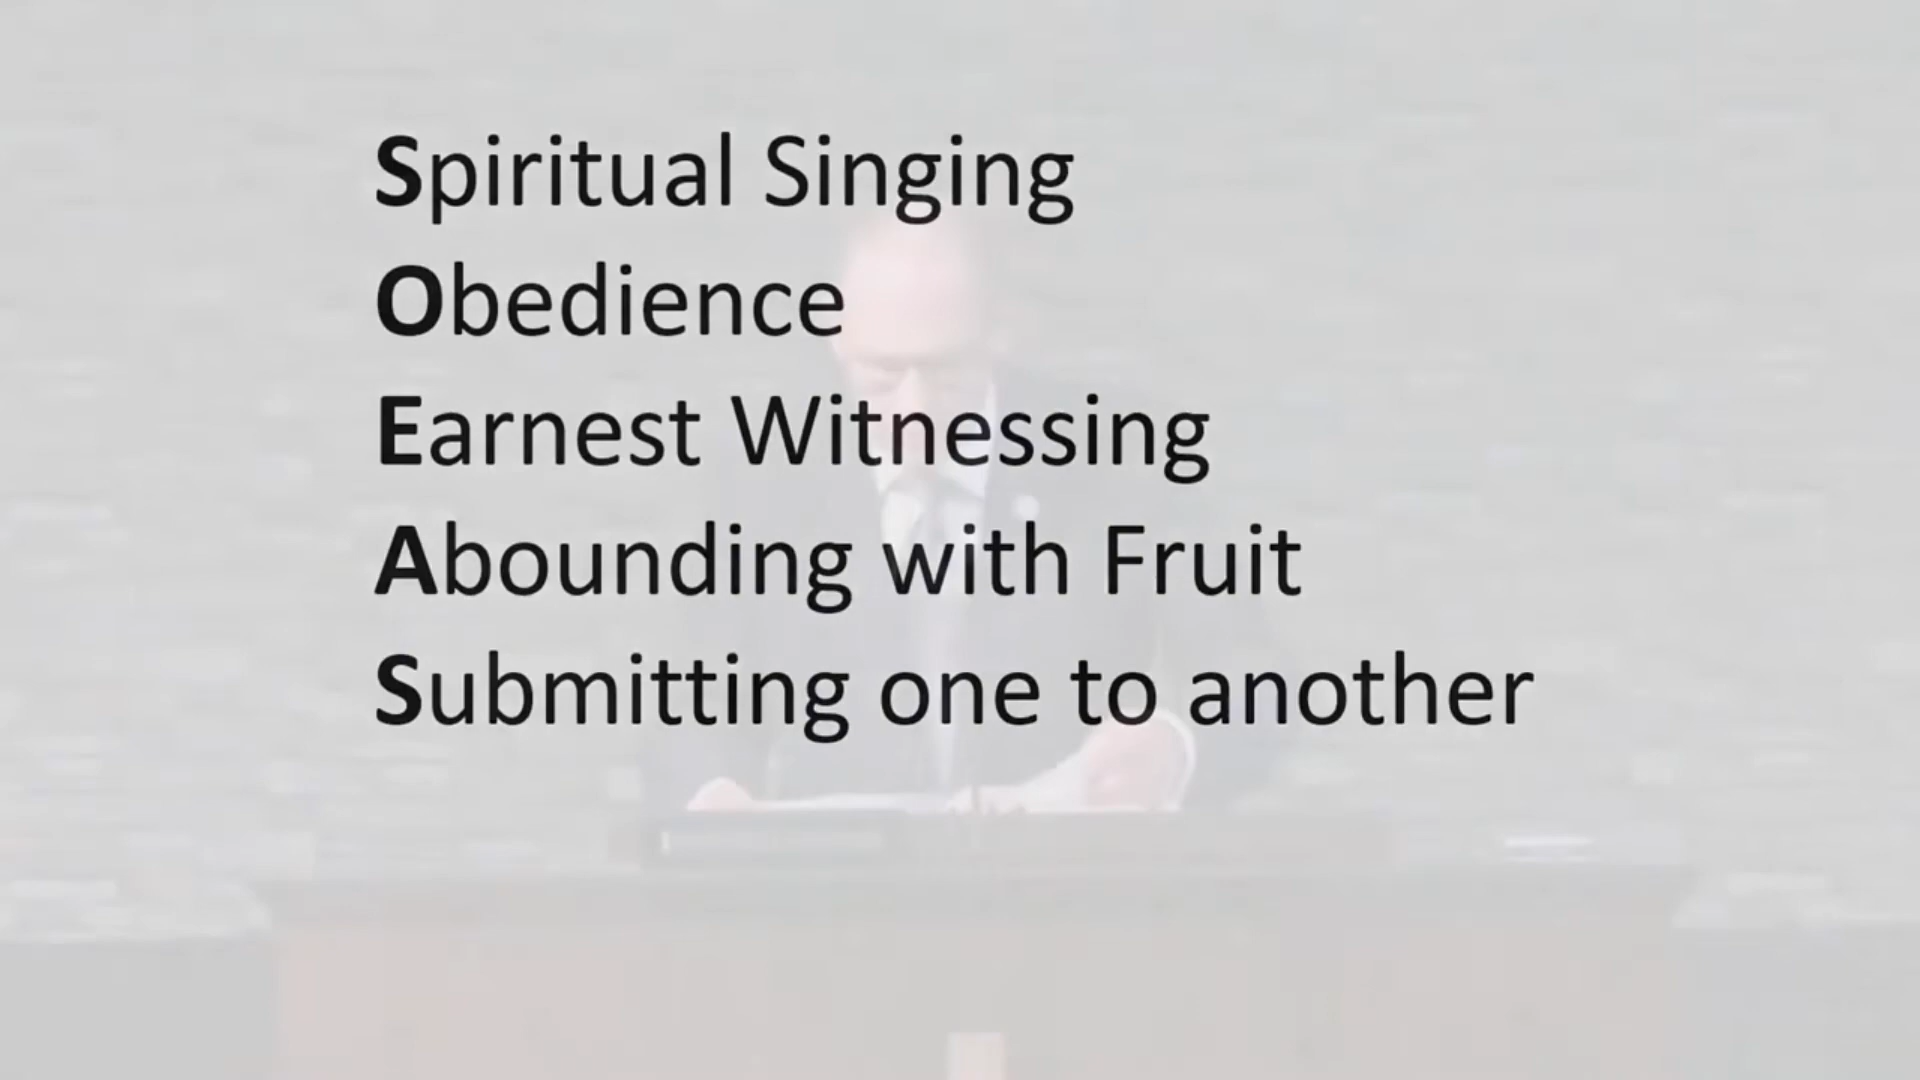 Spiritual Singing
Obedience
Earnest Witnessing
Abounding with Fruit
Submitting one to another